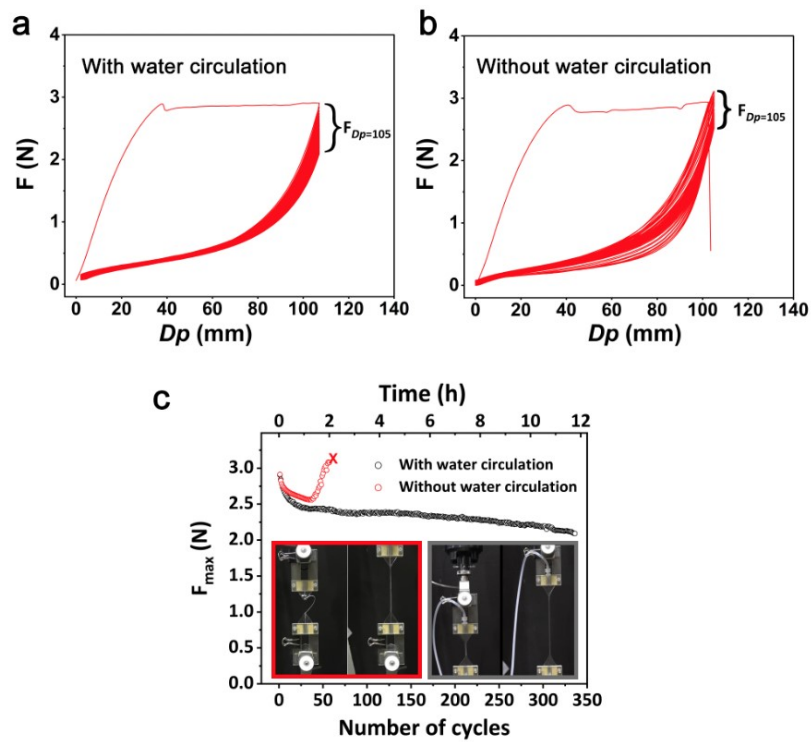 a
With water circulation
F (N)
4
3
2
1
0
F Dp=105
0 20 40 60 80 100 120 140
Dp (mm)
b
Without water circulation
F (N)
4
3
2
1
0
F Dp=105
0 20 40 60 80 100 120 140
Dp (mm)
c
Time (h)
0 2 4 6 8 10 12
With water circulation
Without water circulation
X
Fmax (N)
3.0
2.5
2.0
1.5
1.0
0.5
0.0
0 50 100 150 200 250 300 350
Number of cycles